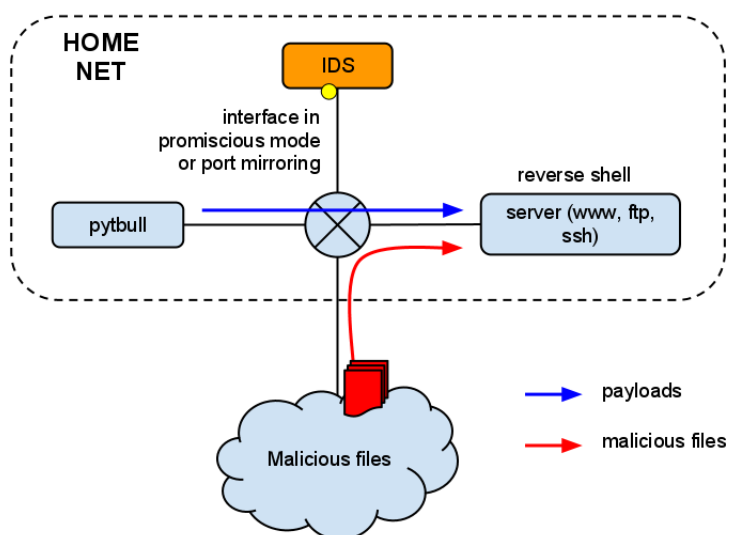 HOME
NET
IDS
interface in
promiscious mode
or port mirroring
reverse shell
pytbull
server (www, ftp,
ssh)
payloads
malicious files
Malicious files